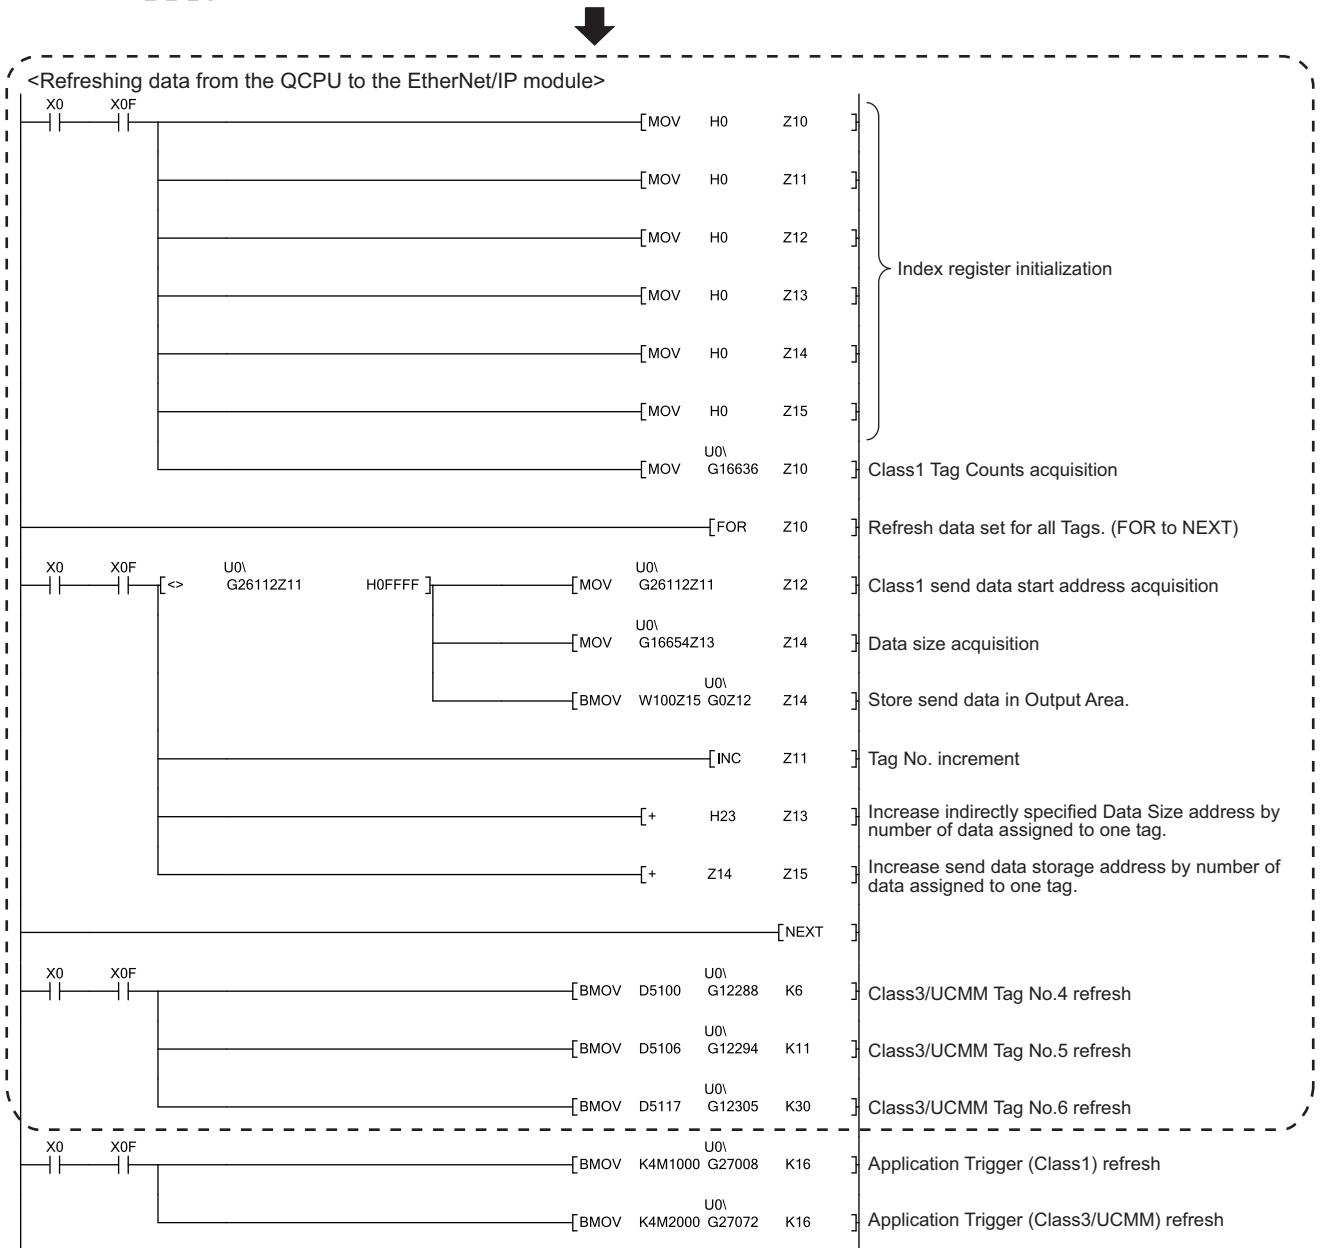 <Refreshing data from the QCPU to the EtherNet/IP module>
X0 X0F
MOV H0 Z10
MOV H0 Z11
MOV H0 Z12
MOV H0 Z13
MOV H0 Z14
MOV H0 Z15
Index register initialization
U0\
MOV G16636 Z10 Class1 Tag Counts acquisition
FOR Z10 Refresh data set for all Tags. (FOR to NEXT)
X0 X0F U0\ U0\
<> G26112Z11 H0FFFF MOV G26112Z11 Z12 Class1 send data start address acquisition
U0\
MOV G16654Z13 Z14 Data size acquisition
U0\
BMOV W100Z15 G0Z12 Z14 Store send data in Output Area.
INC Z11 Tag No. increment
+ H23 Z13 Increase indirectly specified Data Size address by
number of data assigned to one tag.
+ Z14 Z15 Increase send data storage address by number of
data assigned to one tag.
NEXT
X0 X0F U0\
BMOV D5100 G12288 K6 Class3/UCMM Tag No.4 refresh
U0\
BMOV D5106 G12294 K11 Class3/UCMM Tag No.5 refresh
U0\
BMOV D5117 G12305 K30 Class3/UCMM Tag No.6 refresh
X0 X0F U0\
BMOV K4M1000 G27008 K16 Application Trigger (Class1) refresh
U0\
BMOV K4M2000 G27072 K16 Application Trigger (Class3/UCMM) refresh